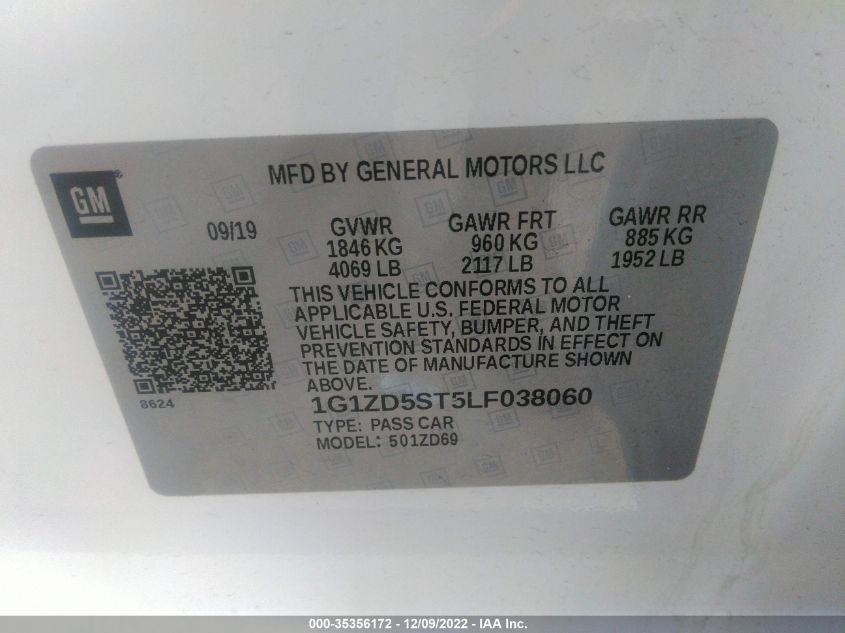 MFD BY GENERAL MOTORS LLC
GM
09/19
GVWR
1846 KG
4069 LB
GAWR FRT
960 KG
2117 LB
GAWR RR
885 KG
1952 LB
THIS VEHICLE CONFORMS TO ALL
APPLICABLE U.S. FEDERAL MOTOR
VEHICLE SAFETY, BUMPER, AND THEFT
PREVENTION STANDARDS IN EFFECT ON
THE DATE OF MANUFACTURE SHOWN
ABOVE.
8624
1G1ZD5ST5LF038060
TYPE: PASS CAR
MODEL: 501ZD69
000-35356172 - 12/09/2022 - IAA Inc.